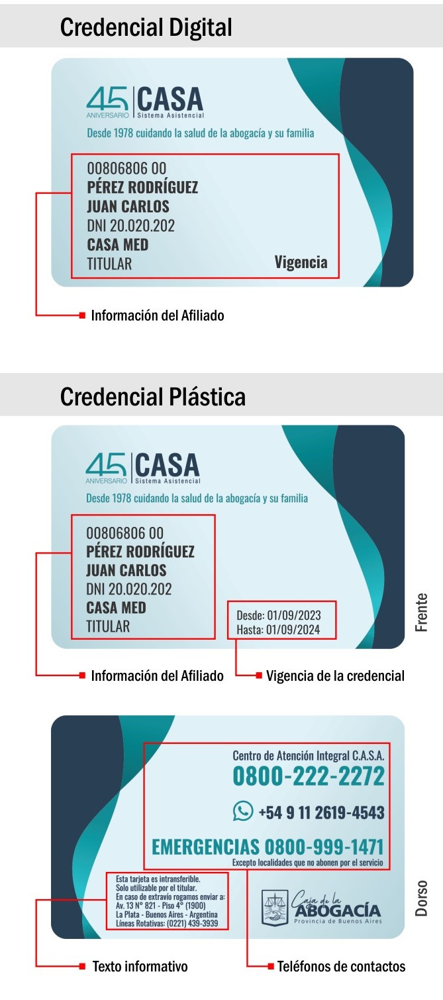 Credencial Digital
45 ANIVERSARIO CASA
Sistema Asistencial
Desde 1978 cuidando la salud de la abogacía y su familia
00806806 00
PÉREZ RODRÍGUEZ
JUAN CARLOS
DNI 20.020.202
CASA MED
TITULAR
Vigencia
Información del Afiliado
Credencial Plástica
45 ANIVERSARIO CASA
Sistema Asistencial
Desde 1978 cuidando la salud de la abogacía y su familia
00806806 00
PÉREZ RODRÍGUEZ
JUAN CARLOS
DNI 20.020.202
CASA MED
TITULAR
Desde: 01/09/2023
Hasta: 01/09/2024
Frente
Información del Afiliado
Vigencia de la credencial
Centro de Atención Integral C.A.S.A.
0800-222-2272
+54 9 11 2619-4543
EMERGENCIAS 0800-999-1471
Excepto localidades que no abonen por el servicio
Esta tarjeta es intransferible.
Solo utilizable por el titular.
En caso de extravío rogamos enviar a:
Av. 13 N° 821 - Piso 4° (1900)
La Plata - Buenos Aires - Argentina
Líneas Rotativas: (0221) 439-3939
Caja de la
ABOGACÍA
Provincia de Buenos Aires
Dorso
Texto informativo
Teléfonos de contactos